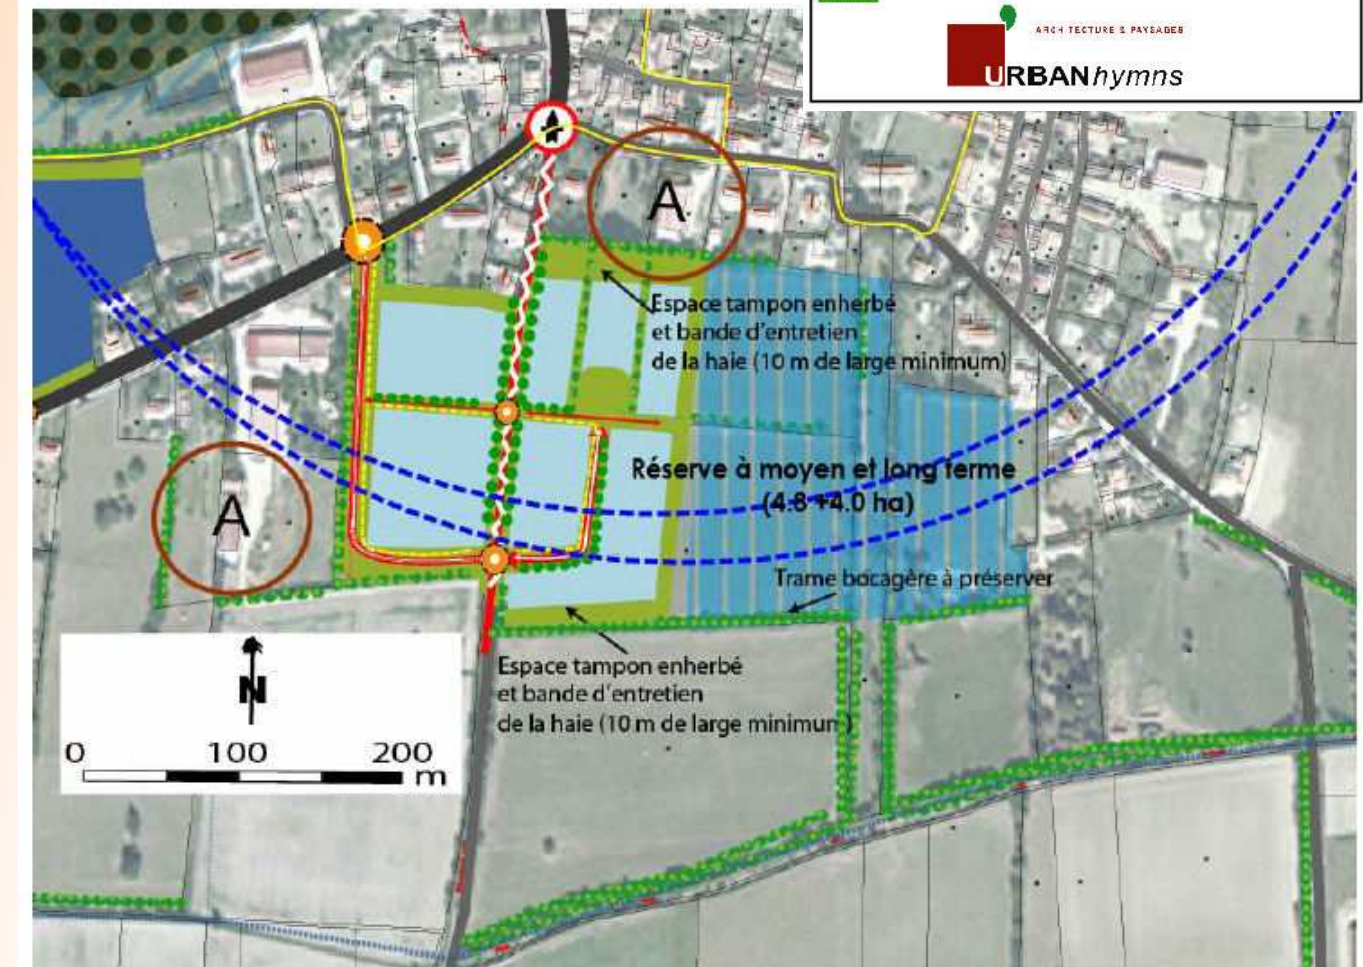 ARCHITECTURE & PAYSAGES
URBANhymns
A
Espace tampon enherbé
et bande d'entretien
de la haie (10 m de large minimum)
Réserve à moyen et long terme
(4.8 +4.0 ha)
A
Trame bocagère à préserver
Espace tampon enherbé
et bande d'entretien
de la haie (10 m de large minimum)
N
0 100 200
m